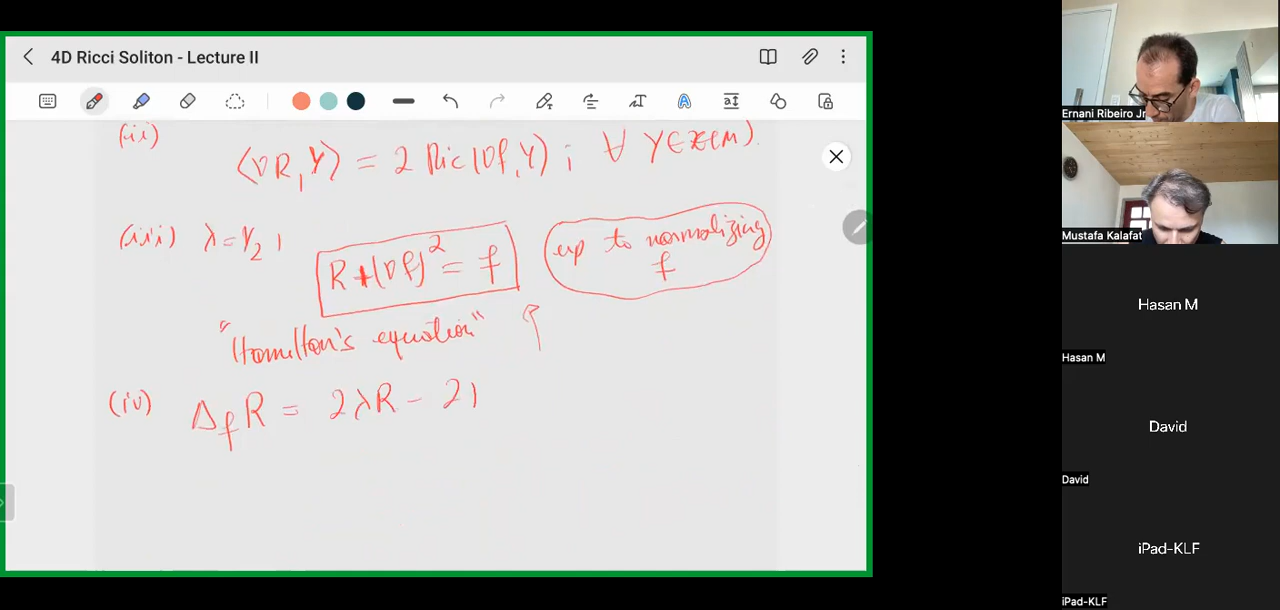 4D Ricci Soliton - Lecture II
(ii)
⟨∇R, Y⟩ = 2 Ric(∇f, Y) ; ∀ Y ∈ 𝔛(M).
(iii) λ = 1/2 , R + |∇f|² = f up to normalizing f
"Hamilton's equation"
(iv) Δ_f R = 2λR - 2|
Ernani Ribeiro Jr
Mustafa Kalafat
Hasan M
Hasan M
David
David
iPad-KLF
iPad-KLF